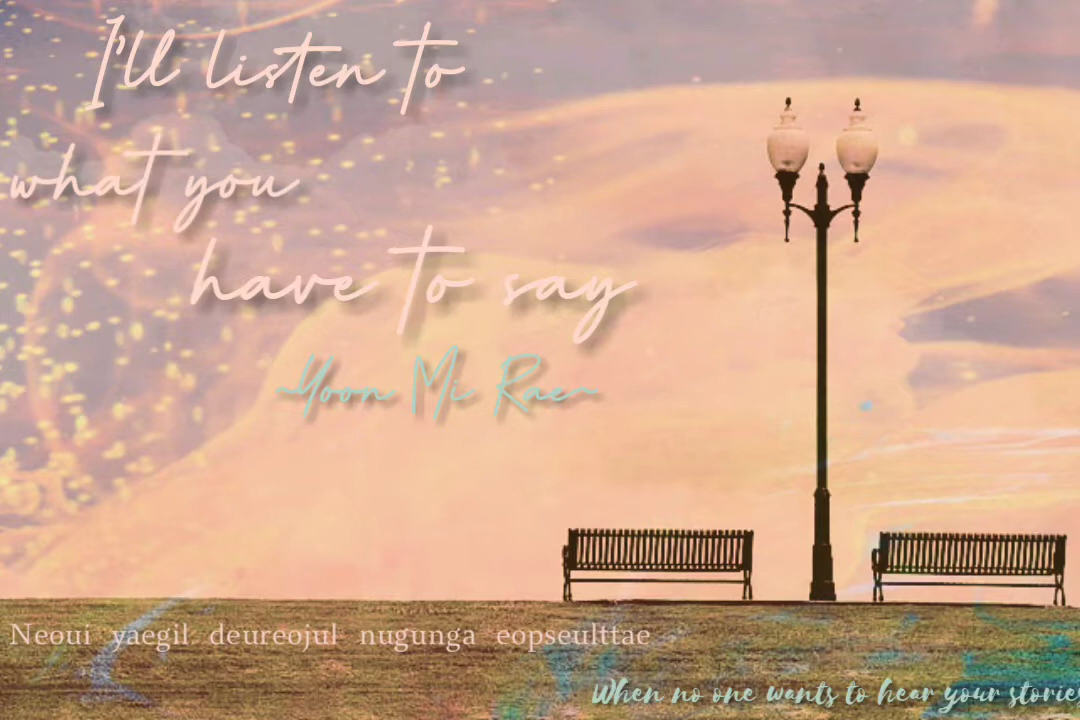 I'll listen to
what you
have to say
~Yoon Mi Rae~
Neoui yaegil deureojul nugunga eopseulttae
When no one wants to hear your stories